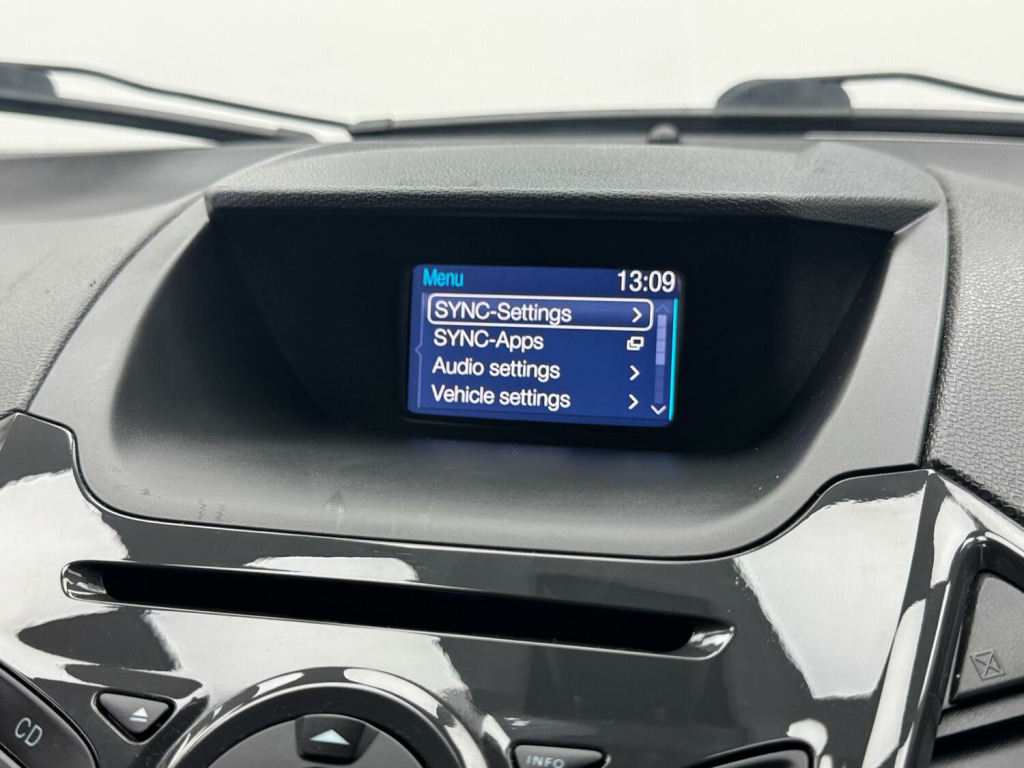 Menu 13:09
SYNC-Settings
SYNC-Apps
Audio settings
Vehicle settings
CD
INFO